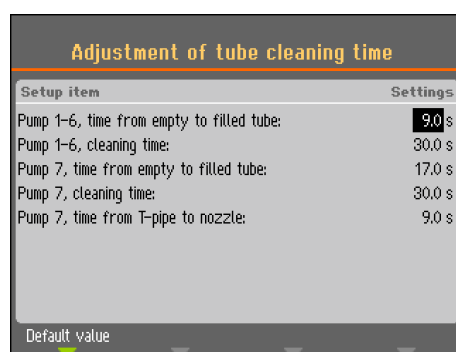 Adjustment of tube cleaning time
Setup item Settings
Pump 1-6, time from empty to filled tube: 9.0 s
Pump 1-6, cleaning time: 30.0 s
Pump 7, time from empty to filled tube: 17.0 s
Pump 7, cleaning time: 30.0 s
Pump 7, time from T-pipe to nozzle: 9.0 s
Default value